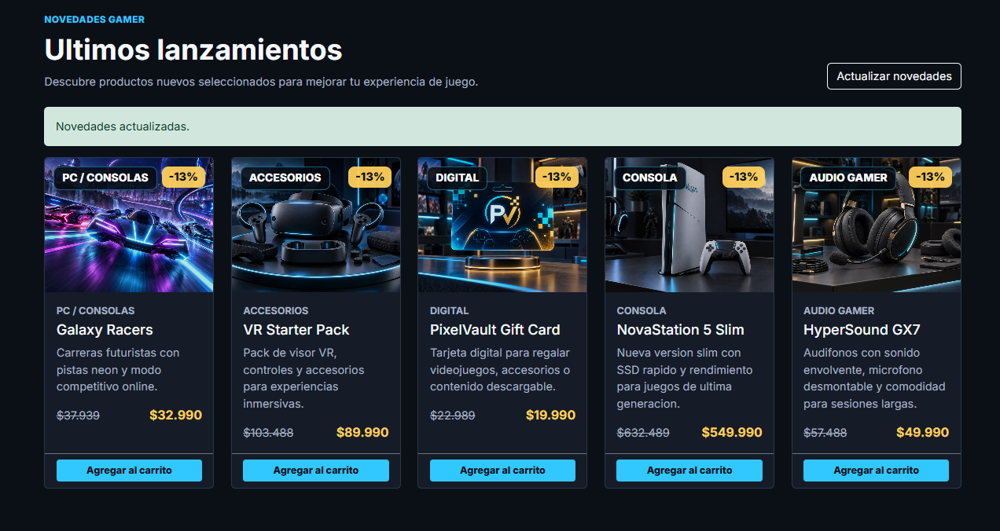 NOVEDADES GAMER
Ultimos lanzamientos
Descubre productos nuevos seleccionados para mejorar tu experiencia de juego.
Actualizar novedades
Novedades actualizadas.
PC / CONSOLAS
-13%
PC / CONSOLAS
Galaxy Racers
Carreras futuristas con
pistas neon y modo
competitivo online.
$37.939 $32.990
Agregar al carrito
ACCESORIOS
-13%
ACCESORIOS
VR Starter Pack
Pack de visor VR,
controles y accesorios
para experiencias
inmersivas.
$103.488 $89.990
Agregar al carrito
DIGITAL
-13%
PV
DIGITAL
PixelVault Gift Card
Tarjeta digital para regalar
videojuegos, accesorios o
contenido descargable.
$22.989 $19.990
Agregar al carrito
CONSOLA
-13%
CONSOLA
NovaStation 5 Slim
Nueva version slim con
SSD rapido y rendimiento
para juegos de ultima
generacion.
$632.489 $549.990
Agregar al carrito
AUDIO GAMER
-13%
AUDIO GAMER
HyperSound GX7
Audifonos con sonido
envolvente, microfono
desmontable y comodidad
para sesiones largas.
$57.488 $49.990
Agregar al carrito